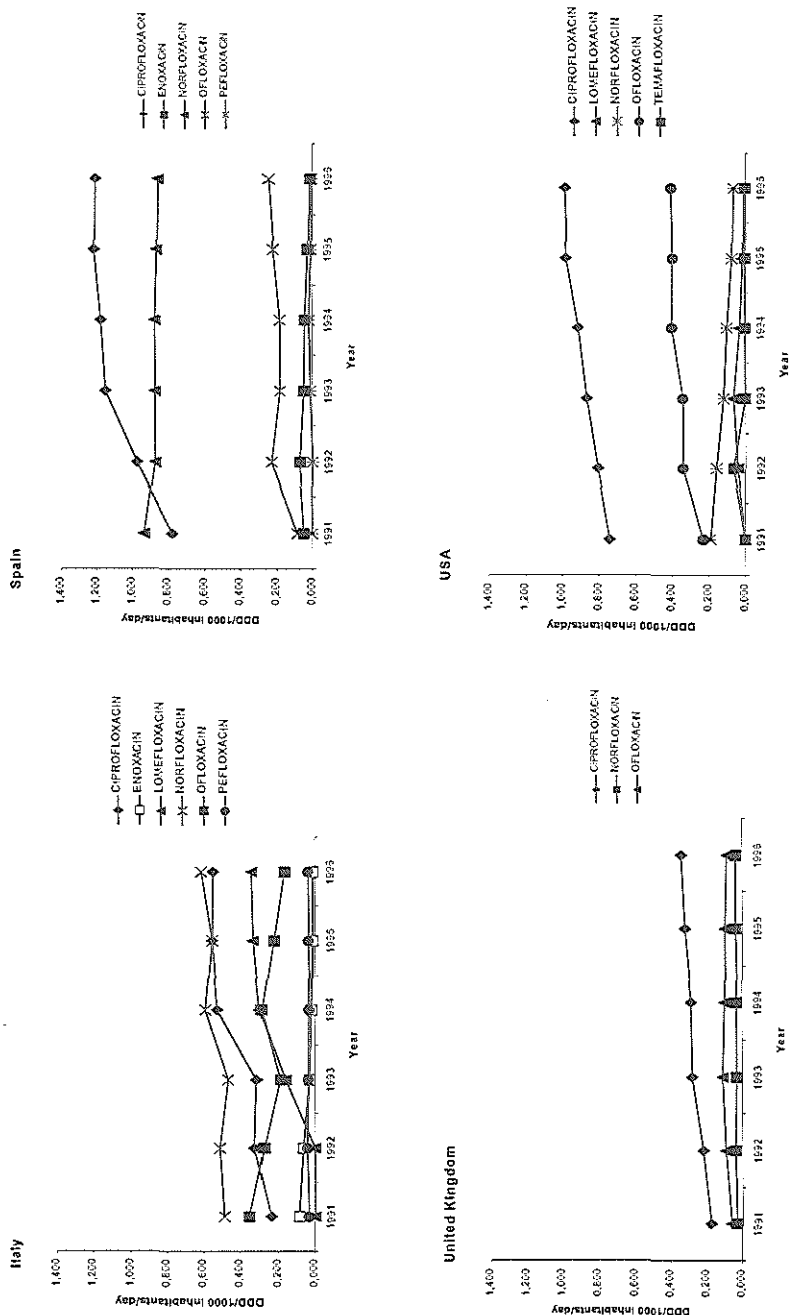 Italy
DDD/1000 inhabitants/day
1,400
1,200
1,000
0,800
0,600
0,400
0,200
0,000
1991
1992
1993
1994
1995
1996
Year
CIPROFLOXACIN
ENOXACIN
LOMEFLOXACIN
NORFLOXACIN
OFLOXACIN
PEFLOXACIN
Spain
DDD/1000 inhabitants/day
1,400
1,200
1,000
0,800
0,600
0,400
0,200
0,000
1991
1992
1993
1994
1995
1996
Year
CIPROFLOXACIN
ENOXACIN
NORFLOXACIN
OFLOXACIN
PEFLOXACIN
United Kingdom
DDD/1000 inhabitants/day
1,400
1,200
1,000
0,800
0,600
0,400
0,200
0,000
1991
1992
1993
1994
1995
1996
Year
CIPROFLOXACIN
NORFLOXACIN
OFLOXACIN
USA
DDD/1000 inhabitants/day
1,400
1,200
1,000
0,800
0,600
0,400
0,200
0,000
1991
1992
1993
1994
1995
1996
Year
CIPROFLOXACIN
LOMEFLOXACIN
NORFLOXACIN
OFLOXACIN
TEMAFLOXACIN